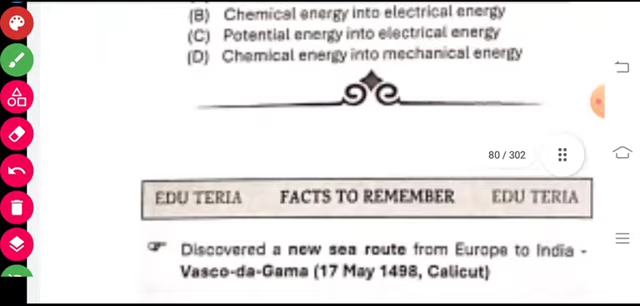 (B) Chemical energy into electrical energy
(C) Potential energy into electrical energy
(D) Chemical energy into mechanical energy
80 / 302
EDU TERIA FACTS TO REMEMBER EDU TERIA
Discovered a new sea route from Europe to India -
Vasco-da-Gama (17 May 1498, Calicut)